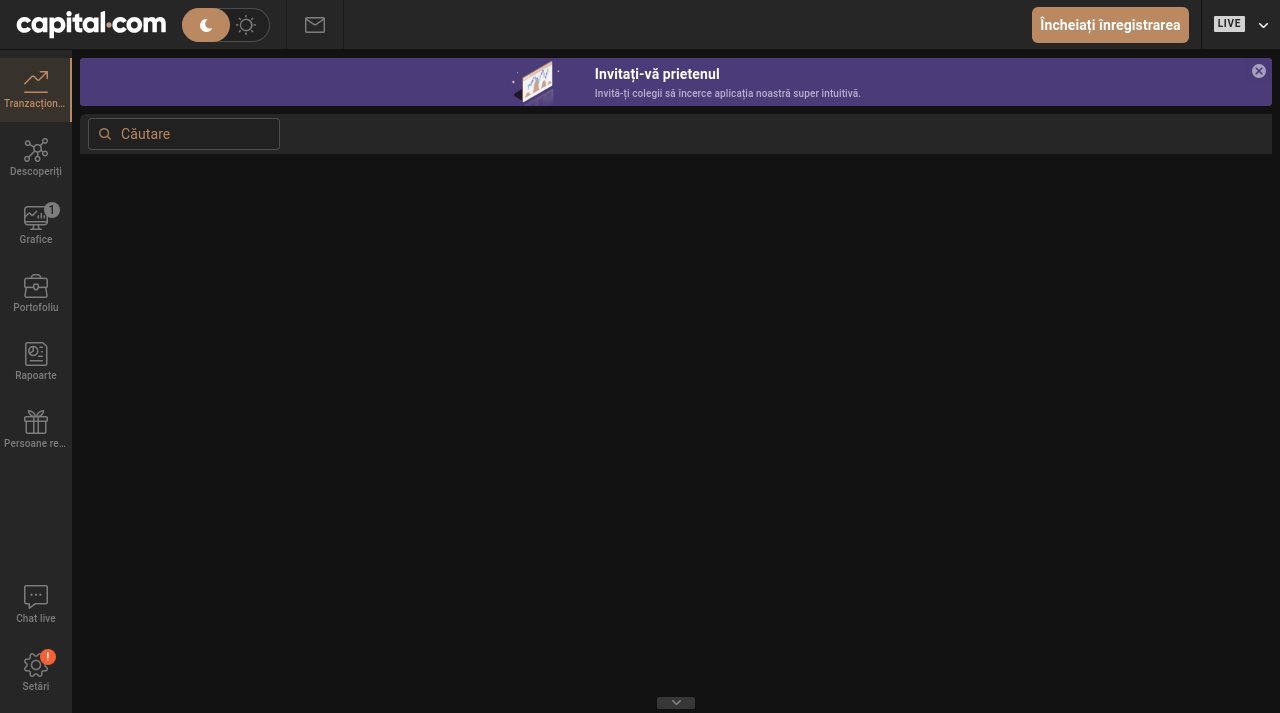 capital.com
Încheiați înregistrarea
LIVE
Tranzacțion...
Invitați-vă prietenul
Invită-ți colegii să încerce aplicația noastră super intuitivă.
Căutare
Descoperiți
1
Grafice
Portofoliu
Rapoarte
Persoane re...
Chat live
!
Setări